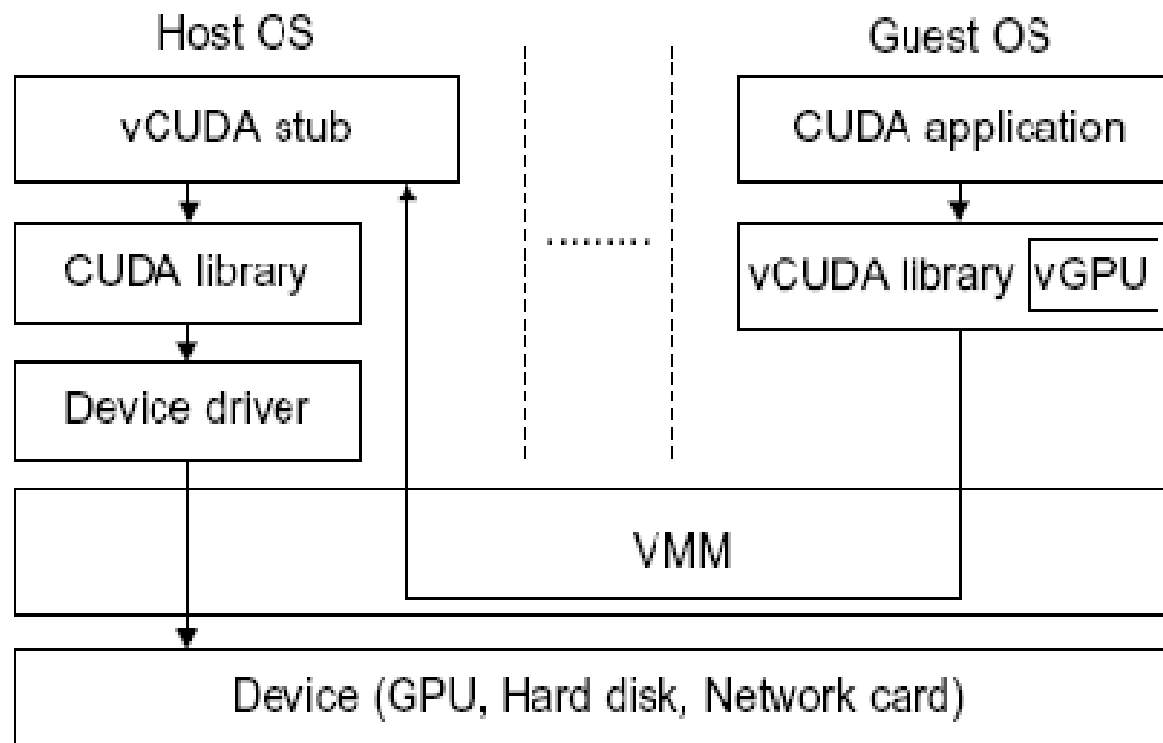 Host OS
Guest OS
vCUDA stub
CUDA application
CUDA library
vCUDA library
vGPU
Device driver
VMM
Device (GPU, Hard disk, Network card)